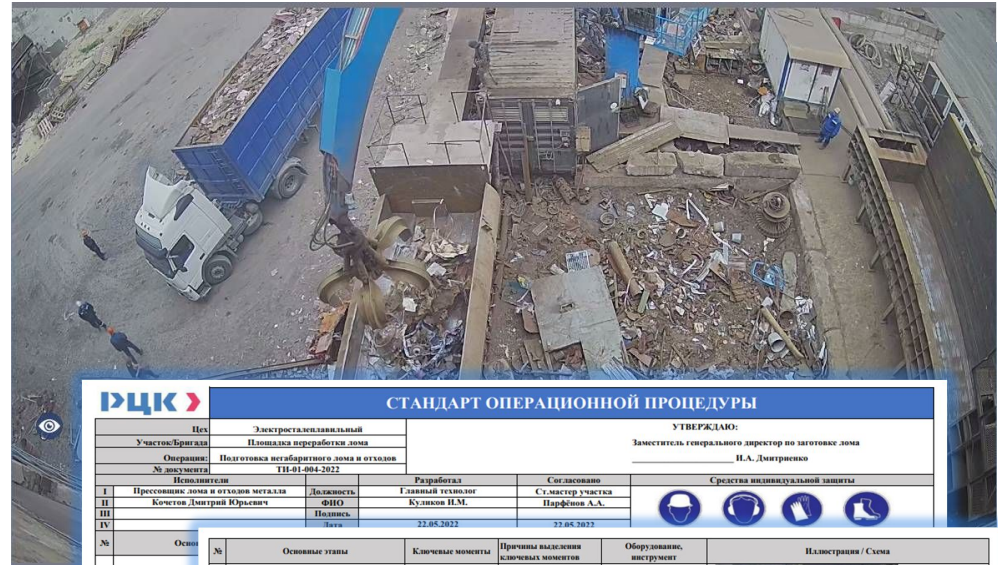 РЦК
СТАНДАРТ ОПЕРАЦИОННОЙ ПРОЦЕДУРЫ
Цех Электросталеплавильный УТВЕРЖДАЮ:
Участок/Бригада Площадка переработки лома Заместитель генерального директор по заготовке лома
Операция: Подготовка негабаритного лома и отходов И.А. Дмитриенко
№ документа ТИ-01-004-2022
Исполнители Разработал Согласовано Средства индивидуальной защиты
I Прессовщик лома и отходов металла Должность Главный технолог Ст.мастер участка
II Кочетов Дмитрий Юрьевич ФИО Куликов И.М. Парфёнов А.А.
III Подпись
IV Дата 22.05.2022 22.05.2022
№ Осно
№ Основные этапы Ключевые моменты Причины выделения ключевых моментов Оборудование, инструмент Иллюстрация / Схема